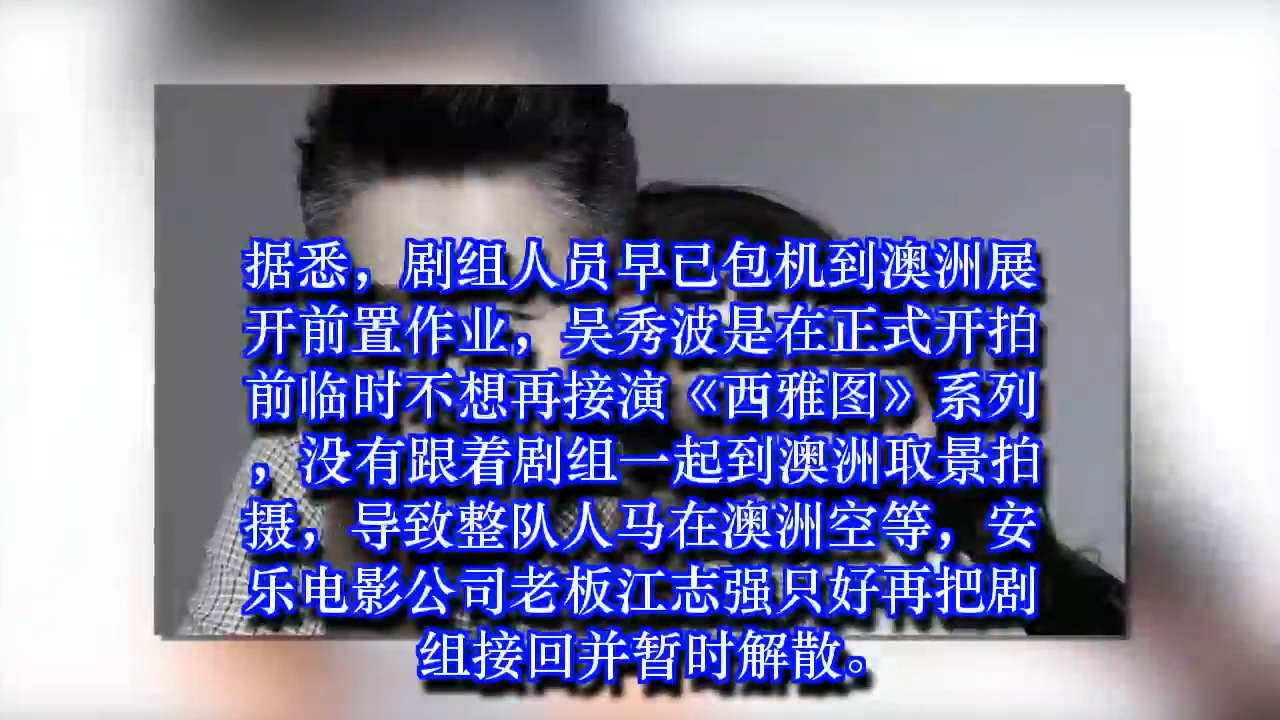 据悉，剧组人员早已包机到澳洲展
开前置作业，吴秀波是在正式开拍
前临时不想再接演《西雅图》系列
，没有跟着剧组一起到澳洲取景拍
摄，导致整队人马在澳洲空等，安
乐电影公司老板江志强只好再把剧
组接回并暂时解散。